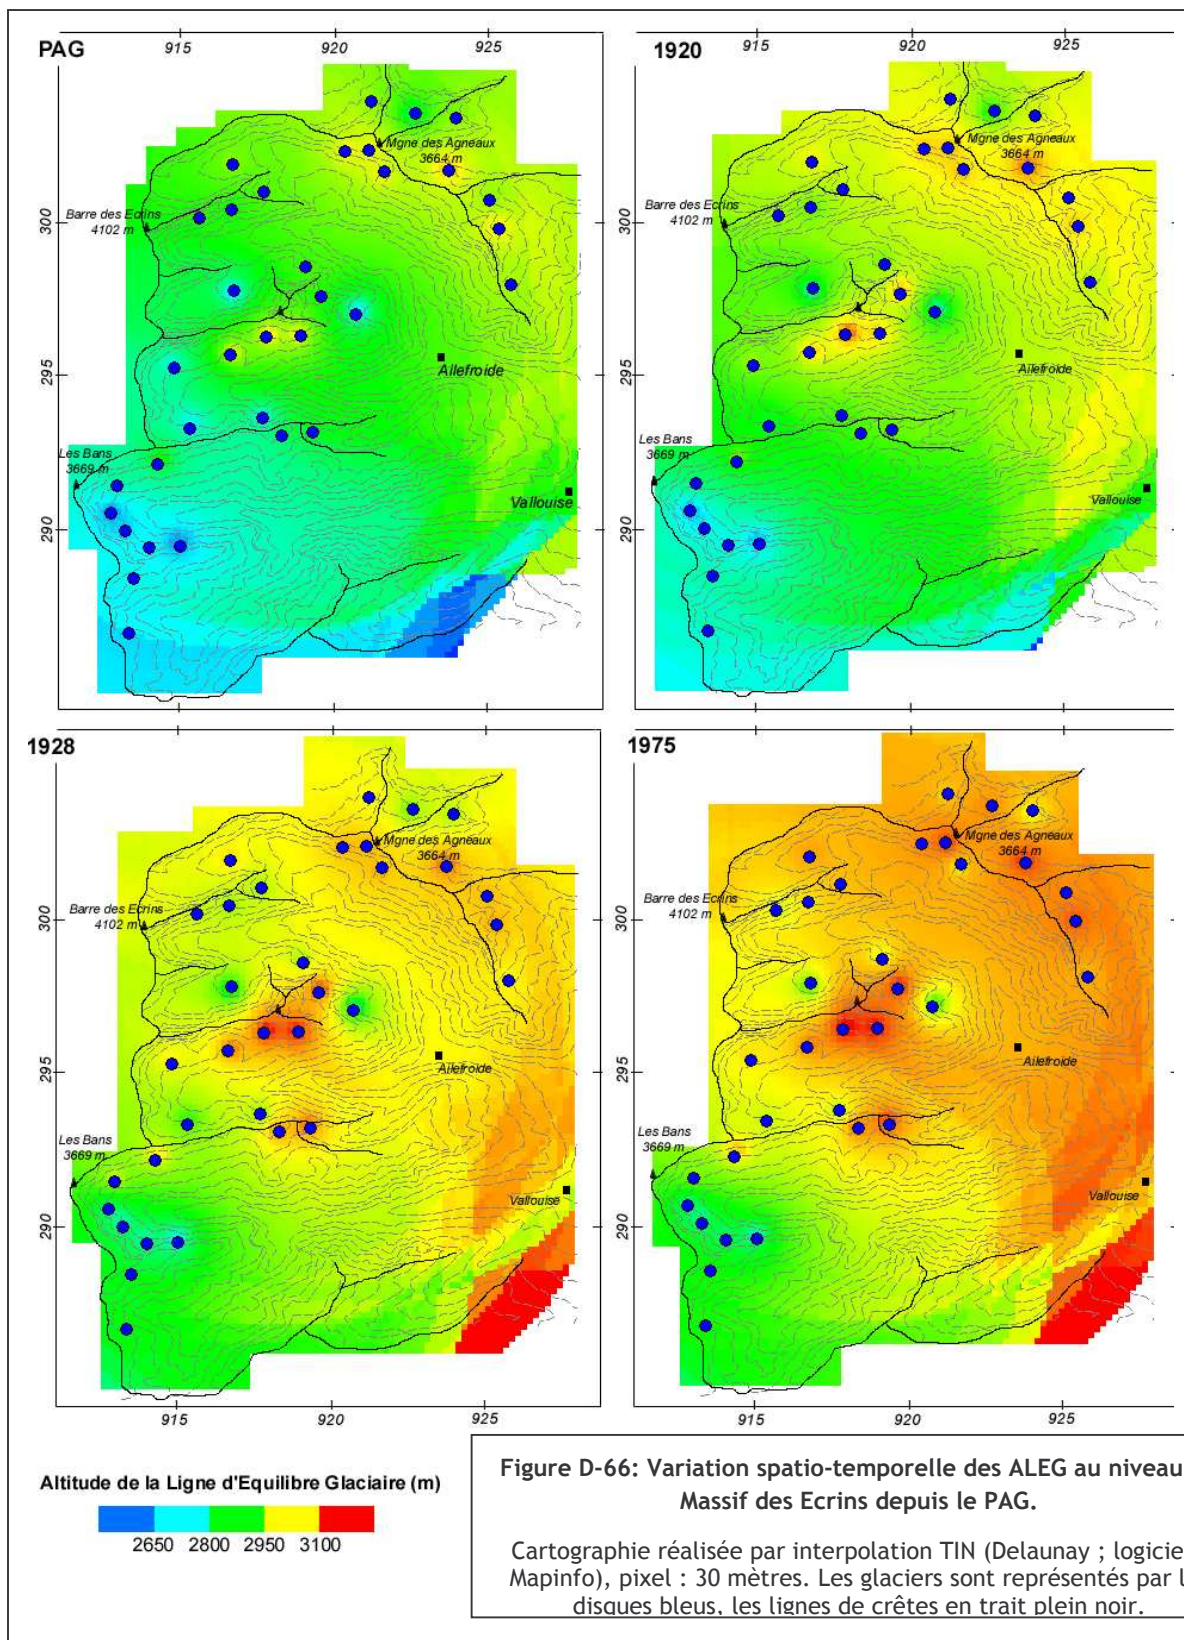 PAG
915
920
925
Mgne des Agneaux
3664 m
Barre des Ecrins
4102 m
300
295
Ailefroide
Les Bans
3669 m
Vallouise
290
1920
915
920
925
Mgne des Agneaux
3664 m
Barre des Ecrins
4102 m
300
295
Ailefroide
Les Bans
3669 m
Vallouise
290
1928
Mgne des Agneaux
3664 m
Barre des Ecrins
4102 m
300
295
Ailefroide
Les Bans
3669 m
Vallouise
290
915
920
925
1975
Mgne des Agneaux
3664 m
Barre des Ecrins
4102 m
300
295
Ailefroide
Les Bans
3669 m
Vallouise
290
915
920
925
Altitude de la Ligne d'Equilibre Glaciaire (m)
2650 2800 2950 3100
Figure D-66: Variation spatio-temporelle des ALEG au niveau
Massif des Ecrins depuis le PAG.
Cartographie réalisée par interpolation TIN (Delaunay ; logicie
Mapinfo), pixel : 30 mètres. Les glaciers sont représentés par l
disques bleus, les lignes de crêtes en trait plein noir.